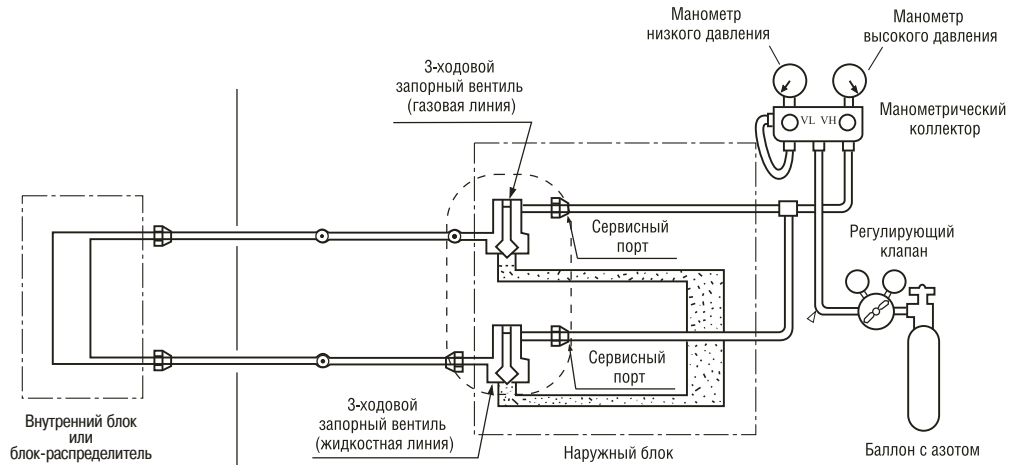 Манометр
низкого давления
Манометр
высокого давления
3-ходовой
запорный вентиль
(газовая линия)
VL VH
Манометрический
коллектор
Сервисный
порт
Регулирующий
клапан
Сервисный
порт
3-ходовой
запорный вентиль
(жидкостная линия)
Внутренний блок
или
блок-распределитель
Наружный блок
Баллон с азотом